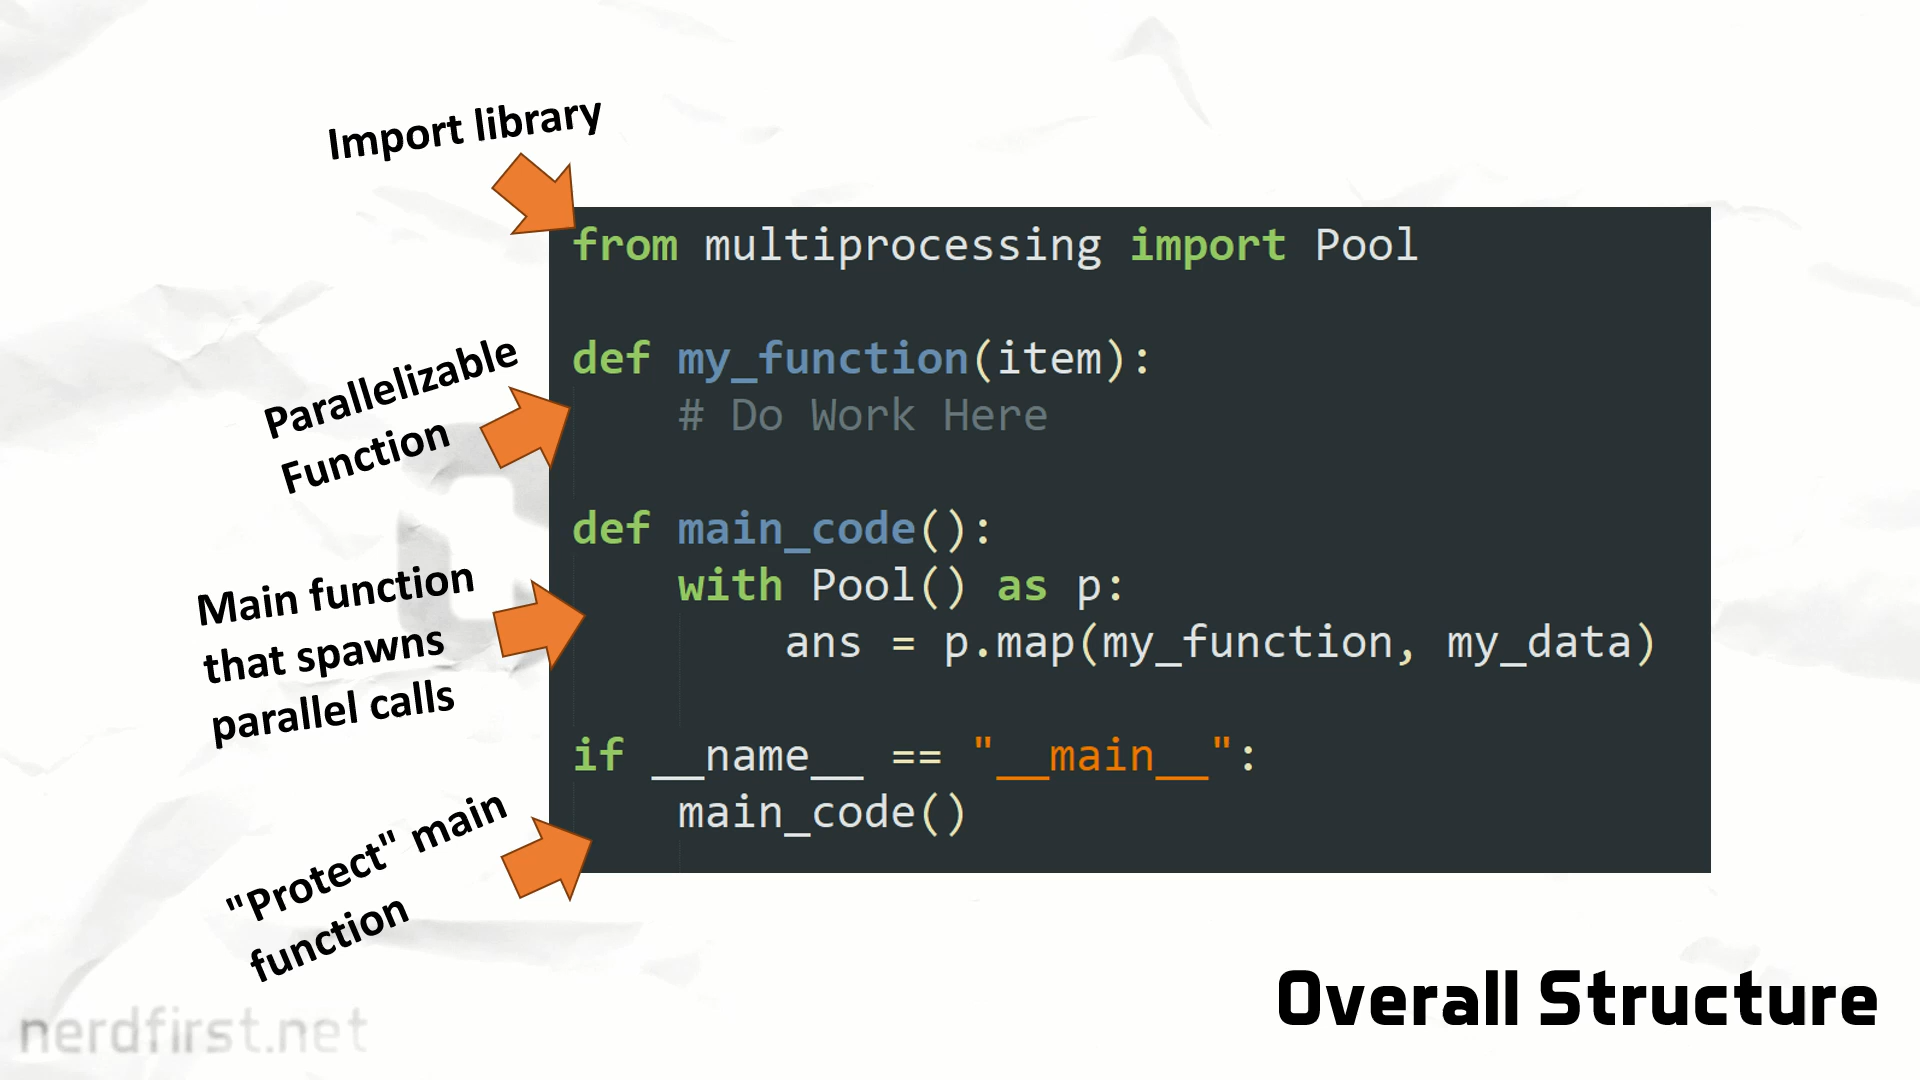 Import library
from multiprocessing import Pool
Parallelizable
Function
def my_function(item):
# Do Work Here
def main_code():
with Pool() as p:
ans = p.map(my_function, my_data)
Main function
that spawns
parallel calls
if __name__ == "__main__":
main_code()
"Protect" main
function
Overall Structure
nerdfirst.net